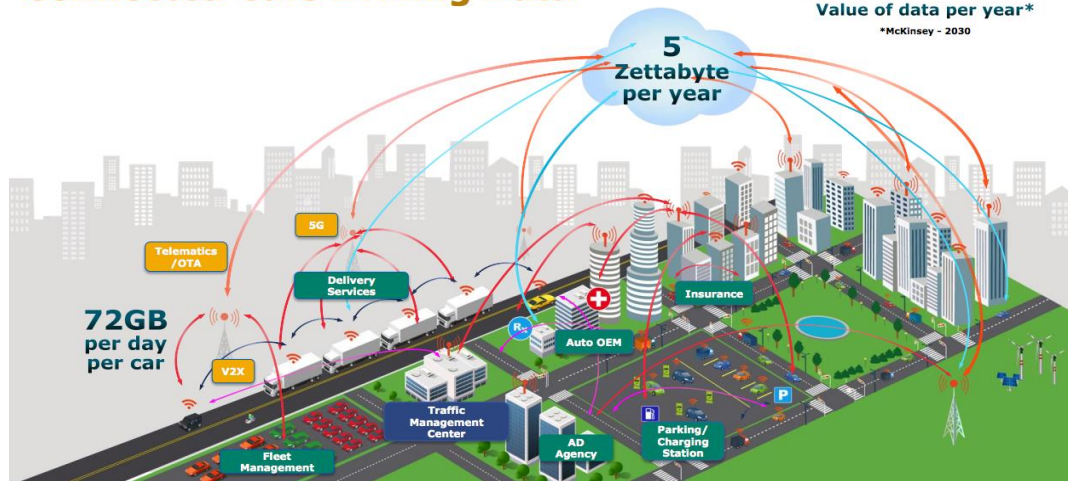 Value of data per year*
*McKinsey - 2030
5
Zettabyte
per year
5G
Telematics
/OTA
Delivery
Services
Insurance
72GB
per day
per car
Rx
Auto OEM
V2X
P
Traffic
Management
Center
Parking/
Charging
Station
AD
Agency
Fleet
Management